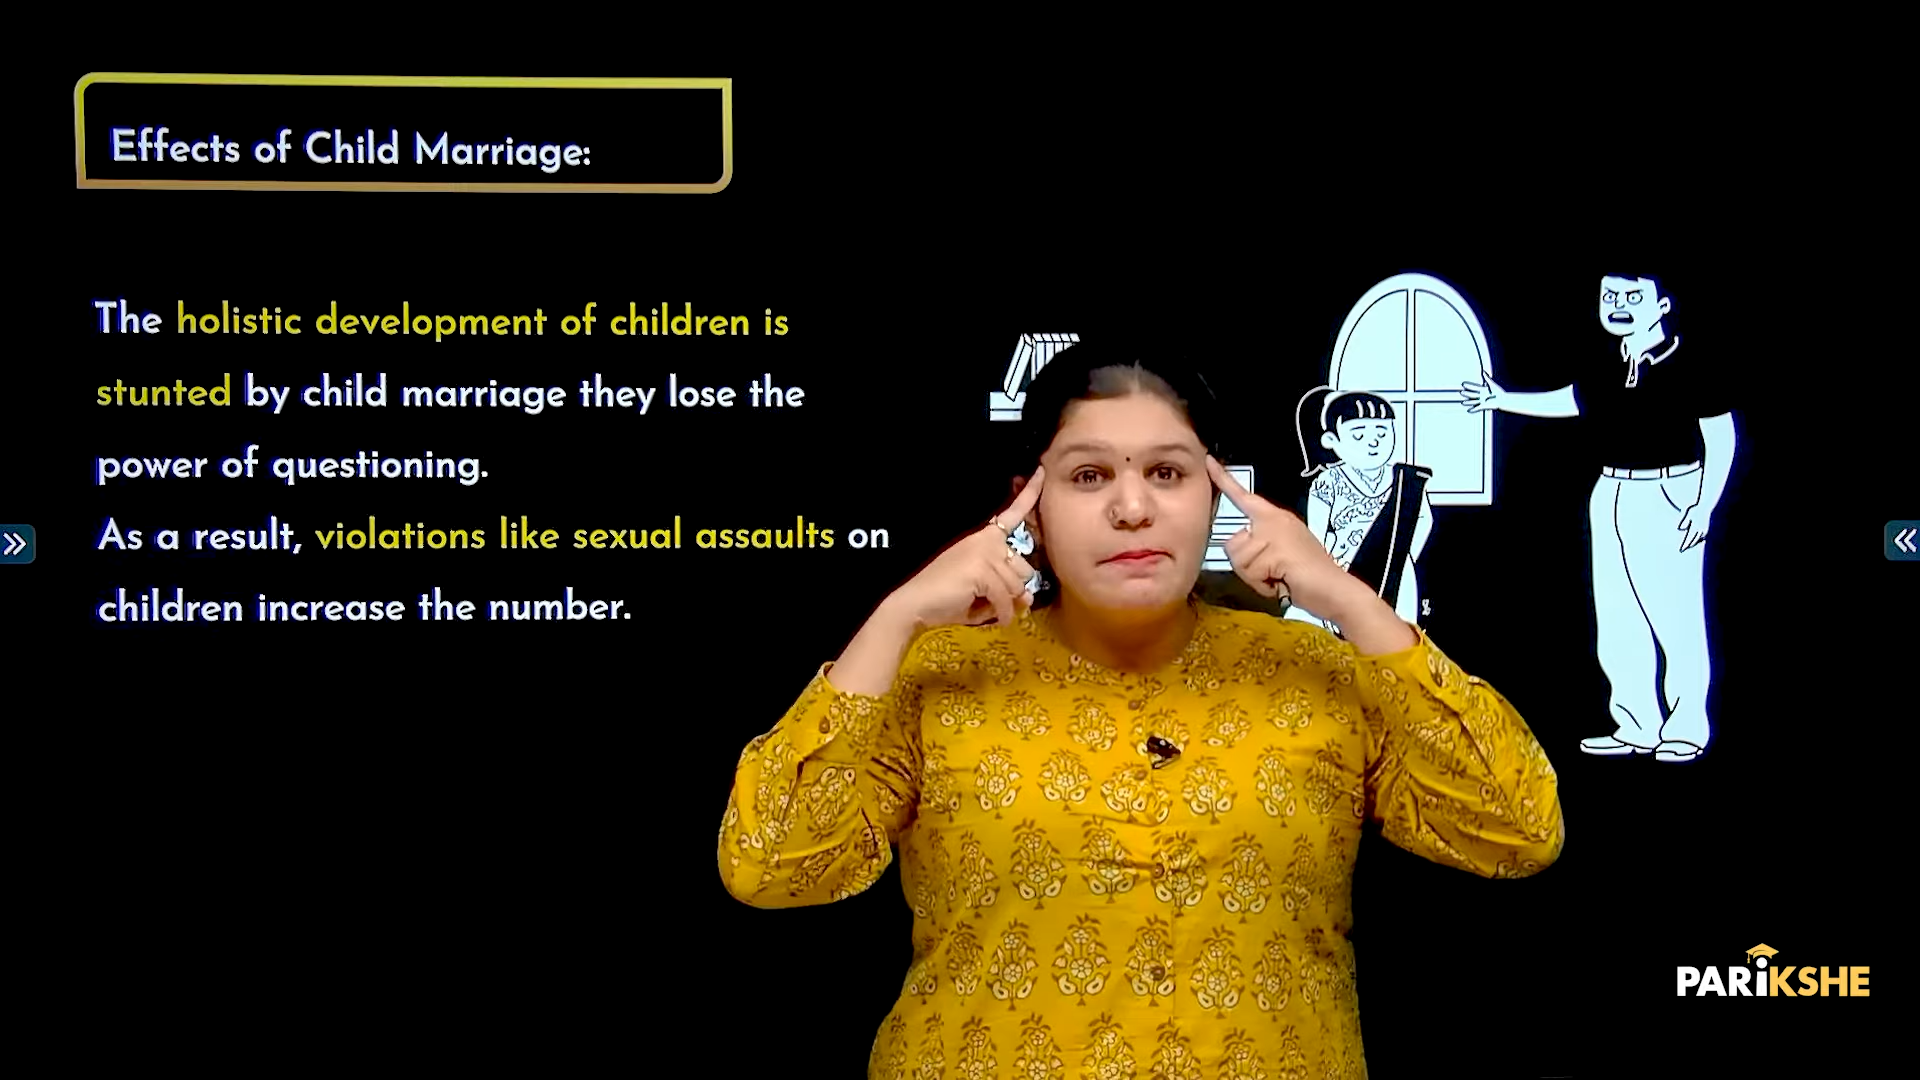 Effects of Child Marriage:
The holistic development of children is
stunted by child marriage they lose the
power of questioning.
As a result, violations like sexual assaults on
children increase the number.
PARIKSHE